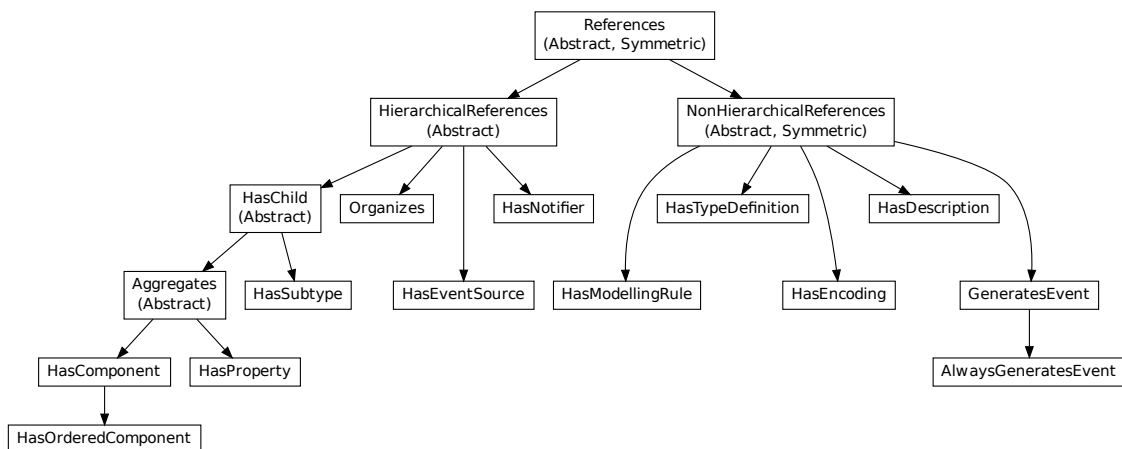 References
(Abstract, Symmetric)
HierarchicalReferences
(Abstract)
NonHierarchicalReferences
(Abstract, Symmetric)
HasChild
(Abstract)
Organizes
HasNotifier
HasTypeDefinition
HasDescription
Aggregates
(Abstract)
HasSubtype
HasEventSource
HasModellingRule
HasEncoding
GeneratesEvent
HasComponent
HasProperty
AlwaysGeneratesEvent
HasOrderedComponent